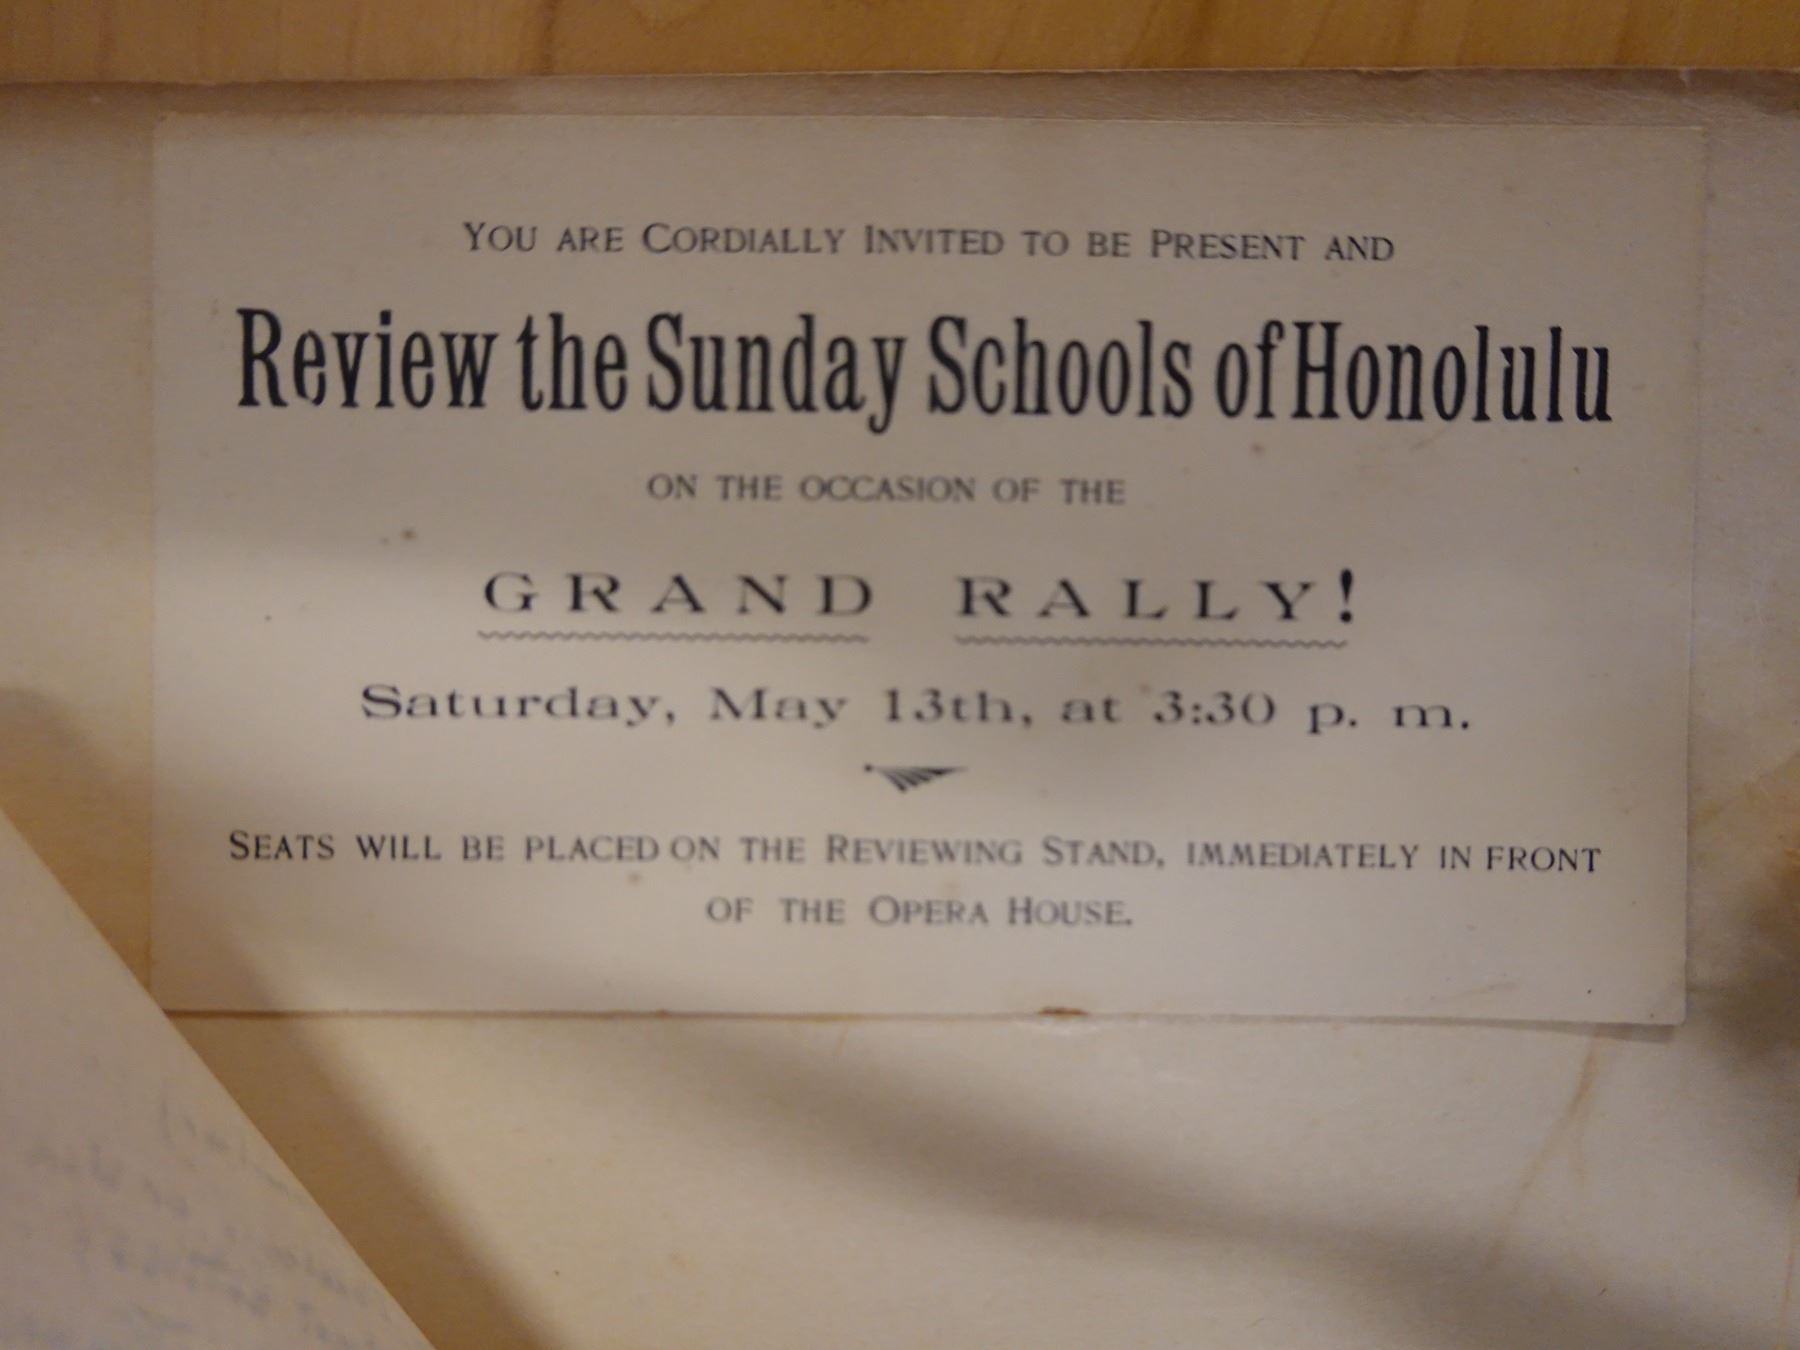 You are Cordially Invited to be Present and
Review the Sunday Schools of Honolulu
on the occasion of the
GRAND RALLY!
Saturday, May 13th, at 3:30 p. m.
Seats will be placed on the Reviewing Stand, immediately in front
of the Opera House.